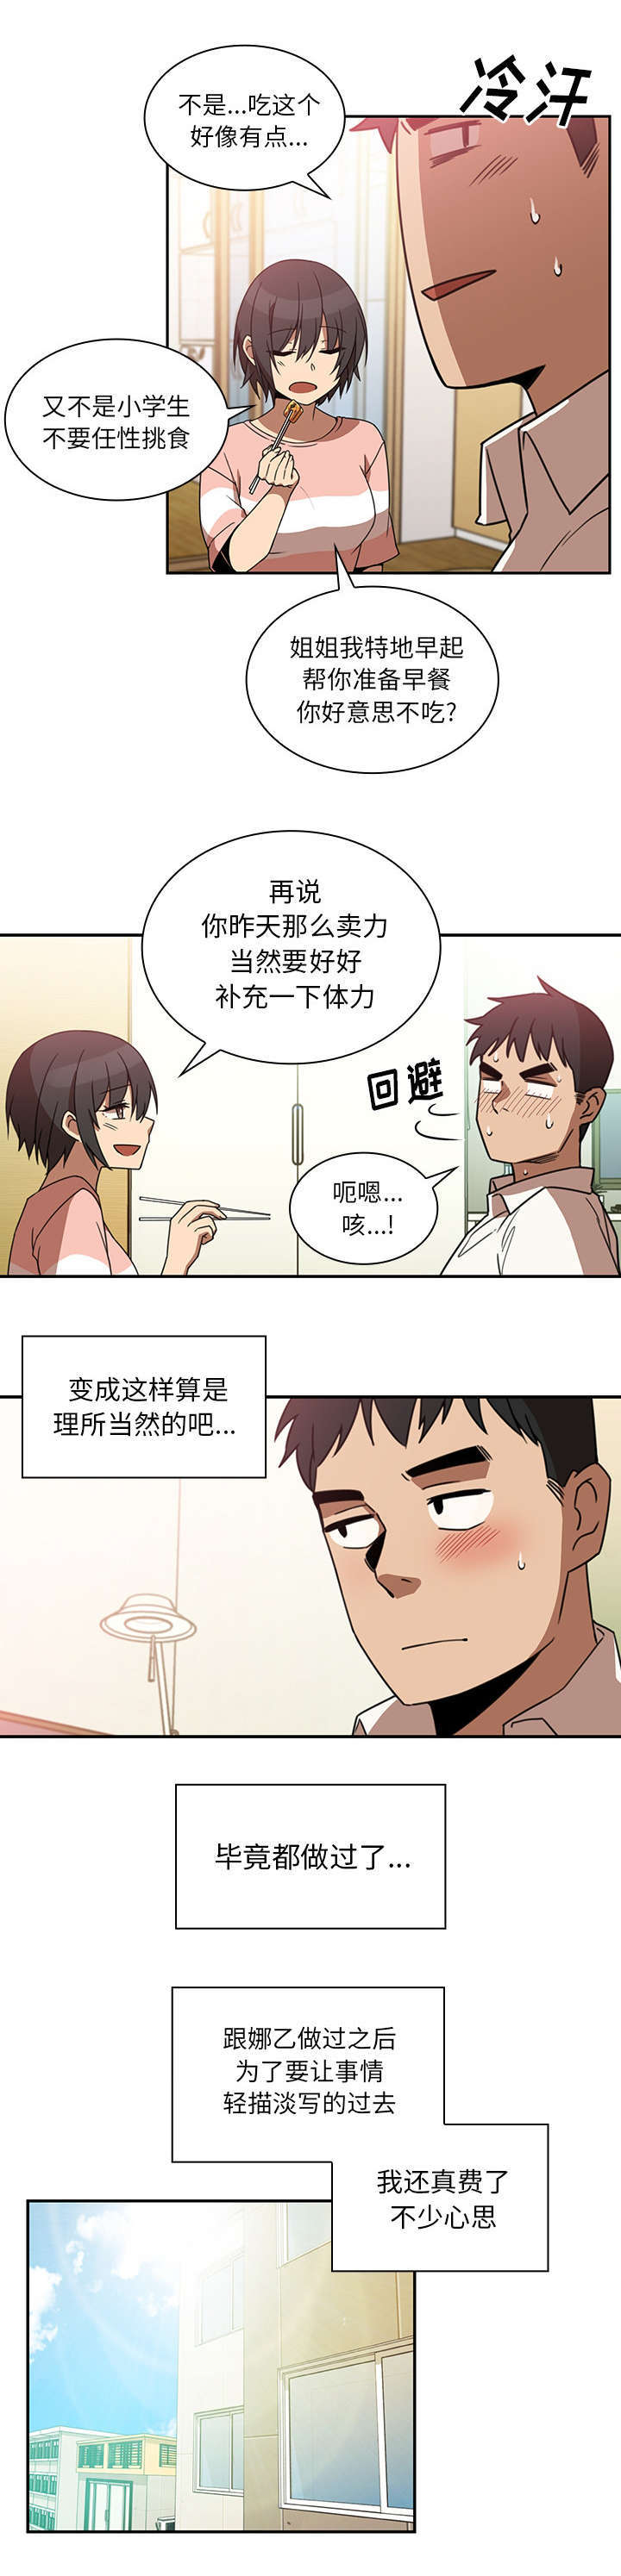 冷汗
不是...吃这个
好像有点...
又不是小学生
不要任性挑食
姐姐我特地早起
帮你准备早餐
你好意思不吃?
再说
你昨天那么卖力
当然要好好
补充一下体力
回避
呃嗯...
咳...!
变成这样算是
理所当然的吧...
毕竟都做过了...
跟娜乙做过之后
为了要让事情
轻描淡写的过去
我还真费了
不少心思